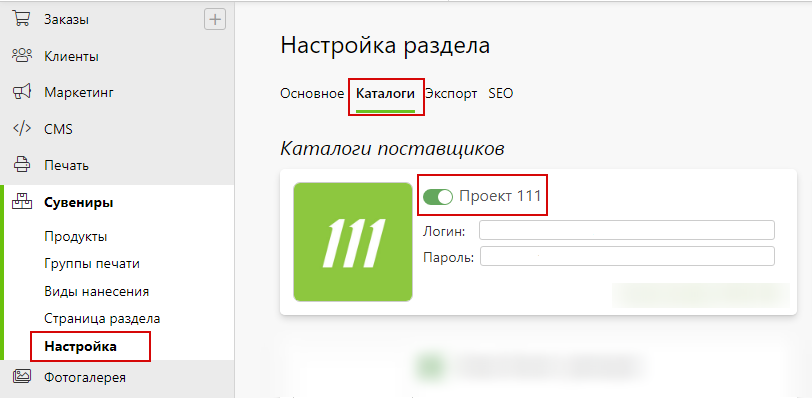 Заказы
Клиенты
Маркетинг
CMS
Печать
Сувениры
Продукты
Группы печати
Виды нанесения
Страница раздела
Настройка
Фотогалерея
Настройка раздела
Основное Каталоги Экспорт SEO
Каталоги поставщиков
111
Проект 111
Логин:
Пароль: